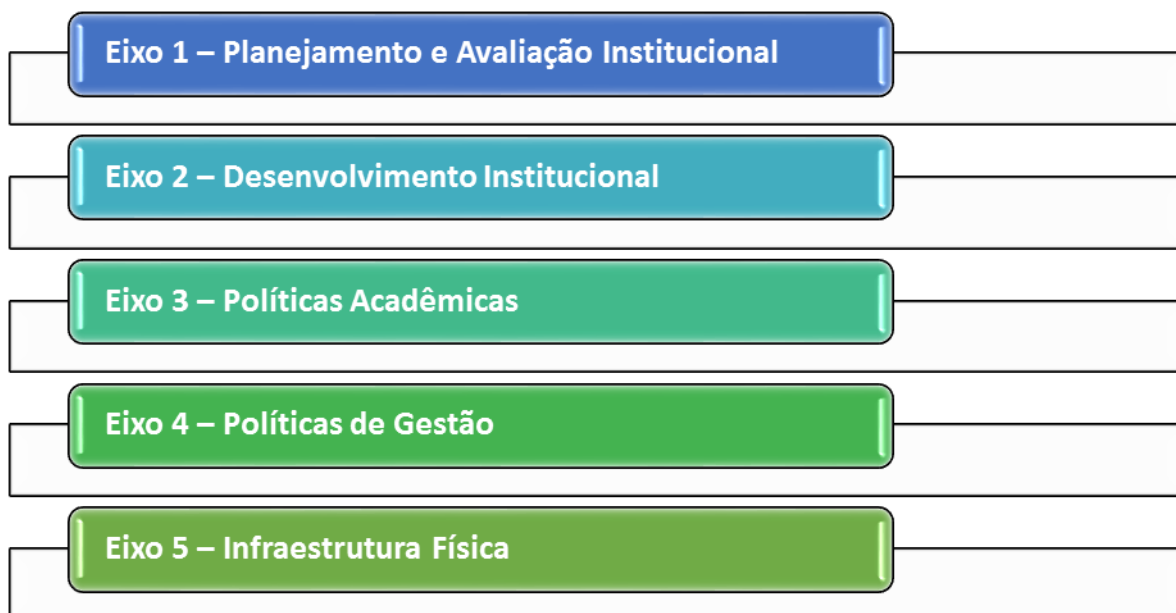 Eixo 1 – Planejamento e Avaliação Institucional
Eixo 2 – Desenvolvimento Institucional
Eixo 3 – Políticas Acadêmicas
Eixo 4 – Políticas de Gestão
Eixo 5 – Infraestrutura Física